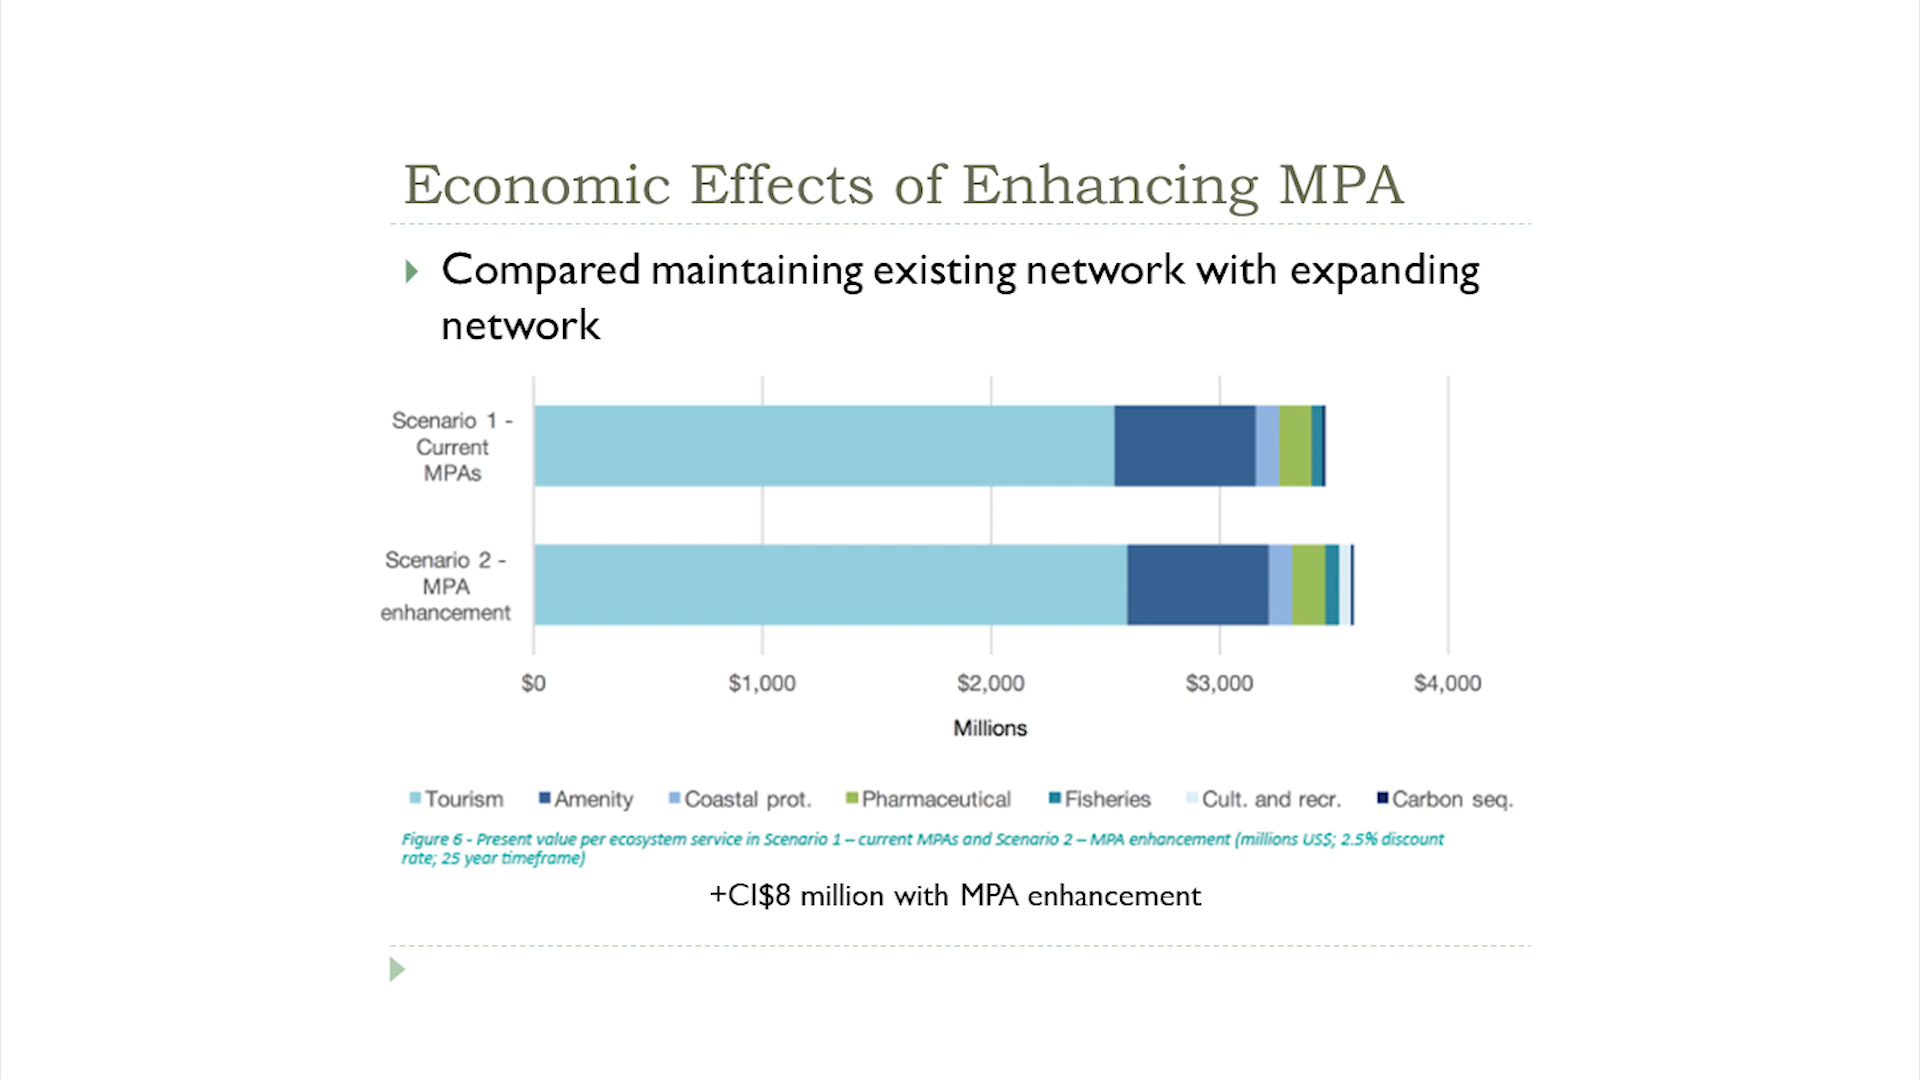 Economic Effects of Enhancing MPA
Compared maintaining existing network with expanding
network
Scenario 1 -
Current
MPAs
Scenario 2 -
MPA
enhancement
$0 $1,000 $2,000 $3,000 $4,000
Millions
Tourism Amenity Coastal prot. Pharmaceutical Fisheries Cult. and recr. Carbon seq.
Figure 6 - Present value per ecosystem service in Scenario 1 – current MPAs and Scenario 2 – MPA enhancement (millions US$; 2.5% discount
rate; 25 year timeframe)
+CI$8 million with MPA enhancement